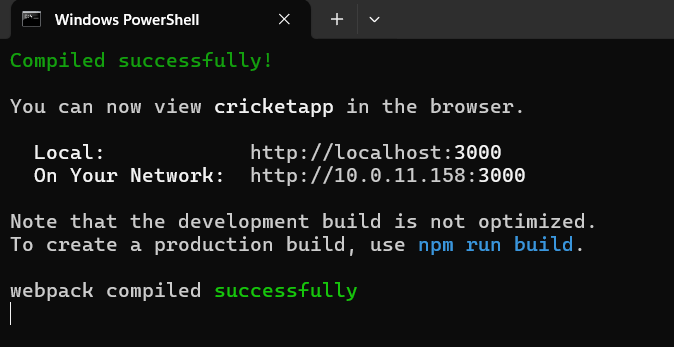 Windows PowerShell
Compiled successfully!
You can now view cricketapp in the browser.
Local: http://localhost:3000
On Your Network: http://10.0.11.158:3000
Note that the development build is not optimized.
To create a production build, use npm run build.
webpack compiled successfully